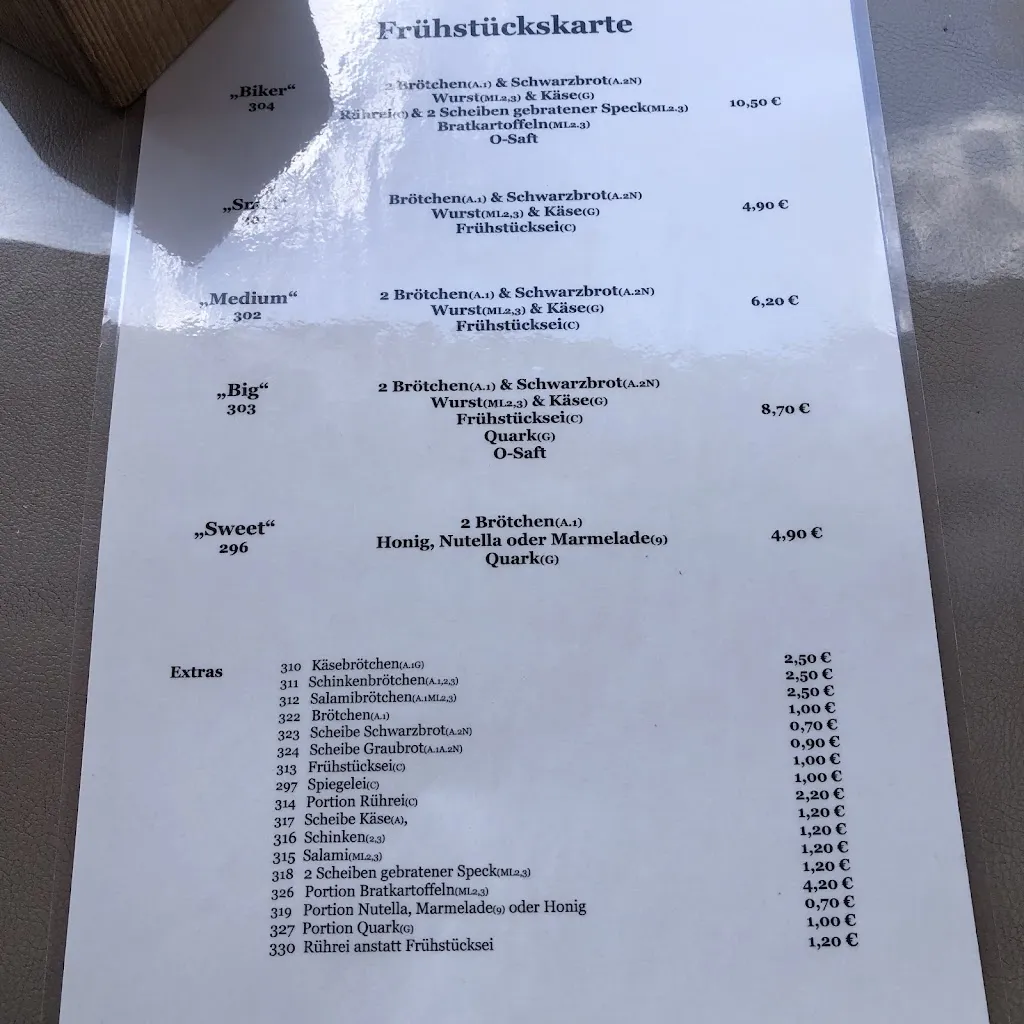 Frühstückskarte
„Biker“
304
2 Brötchen(A.1) & Schwarzbrot(A.2N)
Wurst(ML2,3) & Käse(G)
Rührei(C) & 2 Scheiben gebratener Speck(ML2.3)
Bratkartoffeln(ML2.3)
O-Saft
10,50 €
Brötchen(A.1) & Schwarzbrot(A.2N)
Wurst(ML2,3) & Käse(G)
Frühstücksei(C)
4,90 €
„Medium“
302
2 Brötchen(A.1) & Schwarzbrot(A.2N)
Wurst(ML2,3) & Käse(G)
Frühstücksei(C)
6,20 €
„Big“
303
2 Brötchen(A.1) & Schwarzbrot(A.2N)
Wurst(ML2,3) & Käse(G)
Frühstücksei(C)
Quark(G)
O-Saft
8,70 €
„Sweet“
296
2 Brötchen(A.1)
Honig, Nutella oder Marmelade(9)
Quark(G)
4,90 €
Extras
310 Käsebrötchen(A.1G) 2,50 €
311 Schinkenbrötchen(A.1,2,3) 2,50 €
312 Salamibrötchen(A.1ML2,3) 2,50 €
322 Brötchen(A.1) 1,00 €
323 Scheibe Schwarzbrot(A.2N) 0,70 €
324 Scheibe Graubrot(A.1A.2N) 0,90 €
313 Frühstücksei(C) 1,00 €
297 Spiegelei(C) 1,00 €
314 Portion Rührei(C) 2,20 €
317 Scheibe Käse(A), 1,20 €
316 Schinken(2,3) 1,20 €
315 Salami(ML2,3) 1,20 €
318 2 Scheiben gebratener Speck(ML2,3) 1,20 €
326 Portion Bratkartoffeln(ML2,3) 4,20 €
319 Portion Nutella, Marmelade(9) oder Honig 0,70 €
327 Portion Quark(G) 1,00 €
330 Rührei anstatt Frühstücksei 1,20 €